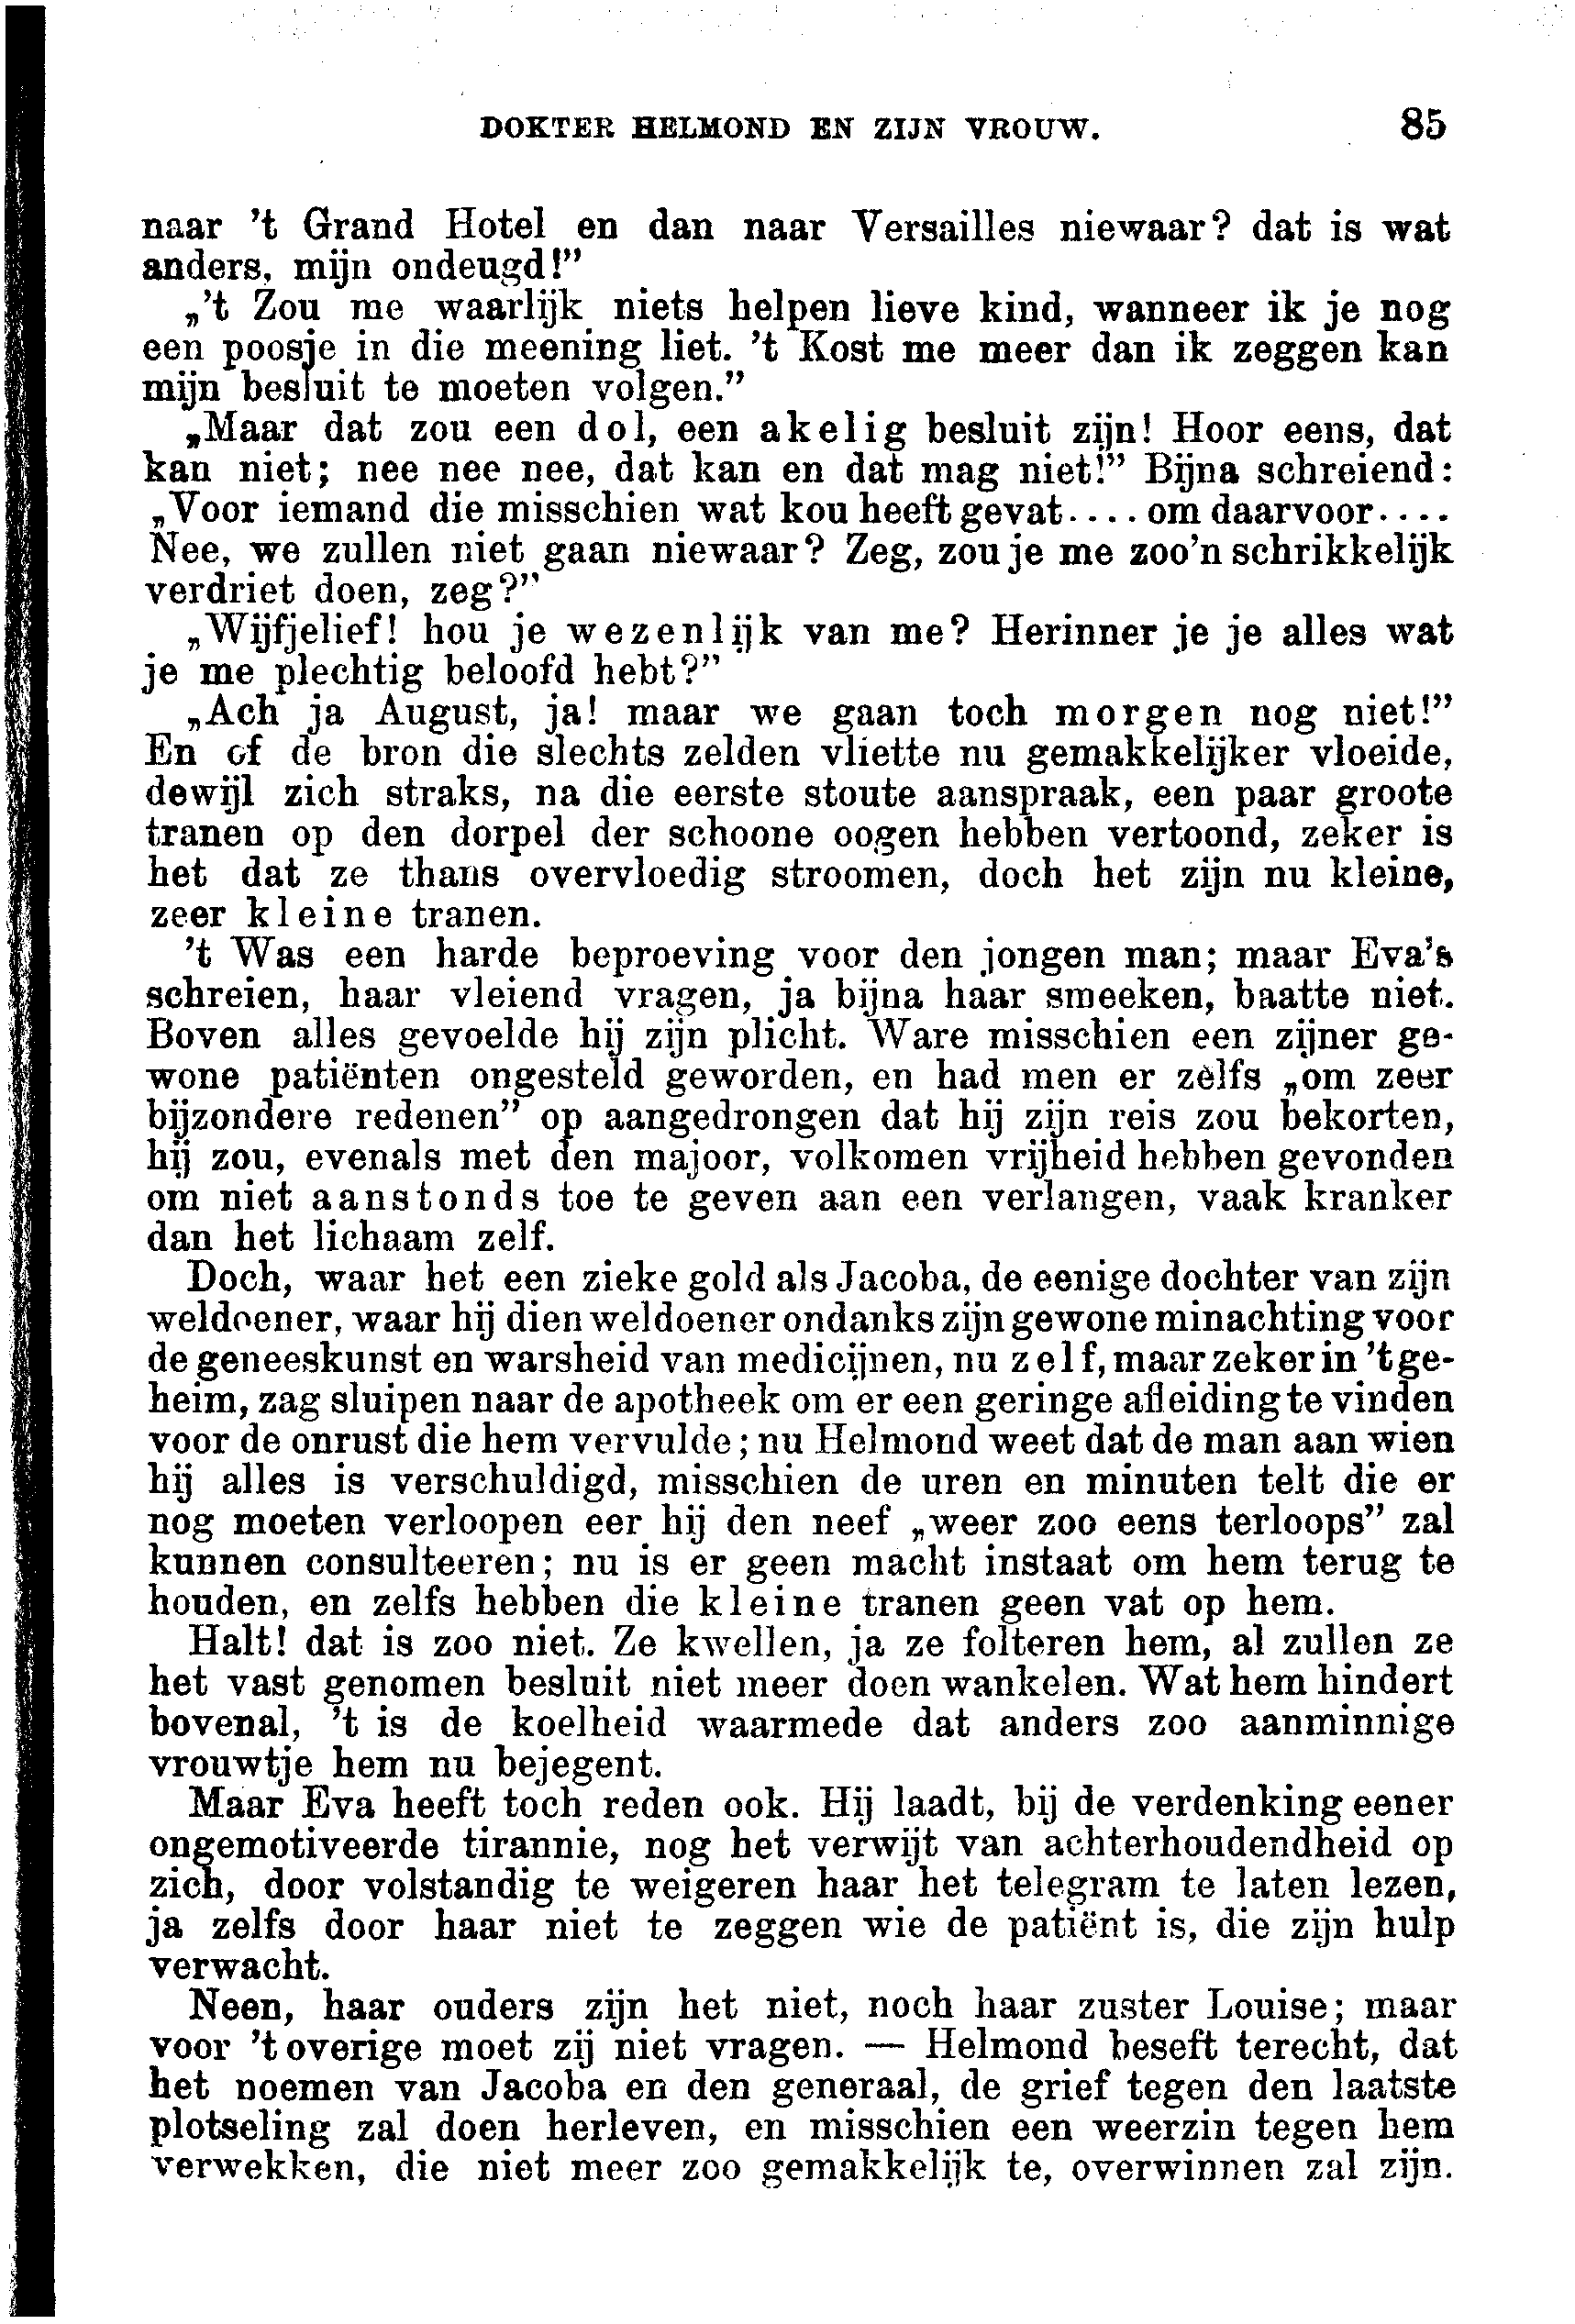 DOKTER HELMOND EN ZIJN VROUW. 85
naar 't Grand Hotel en dan naar Versailles niewaar? dat is wat
anders, mijn ondeugd!”
„'t Zou me waarlijk niets helpen lieve kind, wanneer ik je nog
een poosje in die meening liet. 't Kost me meer dan ik zeggen kan
mijn besluit te moeten volgen.”
„Maar dat zou een dol, een akelig besluit zijn! Hoor eens, dat
kan niet; nee nee nee, dat kan en dat mag niet!” Bijna schreiend:
„Voor iemand die misschien wat kou heeft gevat.... om daarvoor....
Nee, we zullen niet gaan niewaar? Zeg, zou je me zoo'n schrikkelijk
verdriet doen, zeg?”
„Wijfjelief! hou je wezenlijk van me? Herinner je je alles wat
je me plechtig beloofd hebt?”
„Ach ja August, ja! maar we gaan toch morgen nog niet!”
En of de bron die slechts zelden vliette nu gemakkelijker vloeide,
dewijl zich straks, na die eerste stoute aanspraak, een paar groote
tranen op den dorpel der schoone oogen hebben vertoond, zeker is
het dat ze thans overvloedig stroomen, doch het zijn nu kleine,
zeer kleine tranen.
't Was een harde beproeving voor den jongen man; maar Eva's
schreien, haar vleiend vragen, ja bijna haar smeeken, baatte niet.
Boven alles gevoelde hij zijn plicht. Ware misschien een zijner ge-
wone patiënten ongesteld geworden, en had men er zèlfs „om zeer
bijzondere redenen” op aangedrongen dat hij zijn reis zou bekorten,
hij zou, evenals met den majoor, volkomen vrijheid hebben gevonden
om niet aanstonds toe te geven aan een verlangen, vaak kranker
dan het lichaam zelf.
Doch, waar het een zieke gold als Jacoba, de eenige dochter van zijn
weldoener, waar hij dien weldoener ondanks zijn gewone minachting voor
de geneeskunst en warsheid van medicijnen, nu zelf, maar zeker in 't ge-
heim, zag sluipen naar de apotheek om er een geringe afleiding te vinden
voor de onrust die hem vervulde; nu Helmond weet dat de man aan wien
hij alles is verschuldigd, misschien de uren en minuten telt die er
nog moeten verloopen eer hij den neef „weer zoo eens terloops” zal
kunnen consulteeren; nu is er geen macht instaat om hem terug te
houden, en zelfs hebben die kleine tranen geen vat op hem.
Halt! dat is zoo niet. Ze kwellen, ja ze folteren hem, al zullen ze
het vast genomen besluit niet meer doen wankelen. Wat hem hindert
bovenal, 't is de koelheid waarmede dat anders zoo aanminnige
vrouwtje hem nu bejegent.
Maar Eva heeft toch reden ook. Hij laadt, bij de verdenking eener
ongemotiveerde tirannie, nog het verwijt van achterhoudendheid op
zich, door volstandig te weigeren haar het telegram te laten lezen,
ja zelfs door haar niet te zeggen wie de patiënt is, die zijn hulp
verwacht.
Neen, haar ouders zijn het niet, noch haar zuster Louise; maar
voor 't overige moet zij niet vragen. — Helmond beseft terecht, dat
het noemen van Jacoba en den generaal, de grief tegen den laatste
plotseling zal doen herleven, en misschien een weerzin tegen hem
verwekken, die niet meer zoo gemakkelijk te, overwinnen zal zijn.